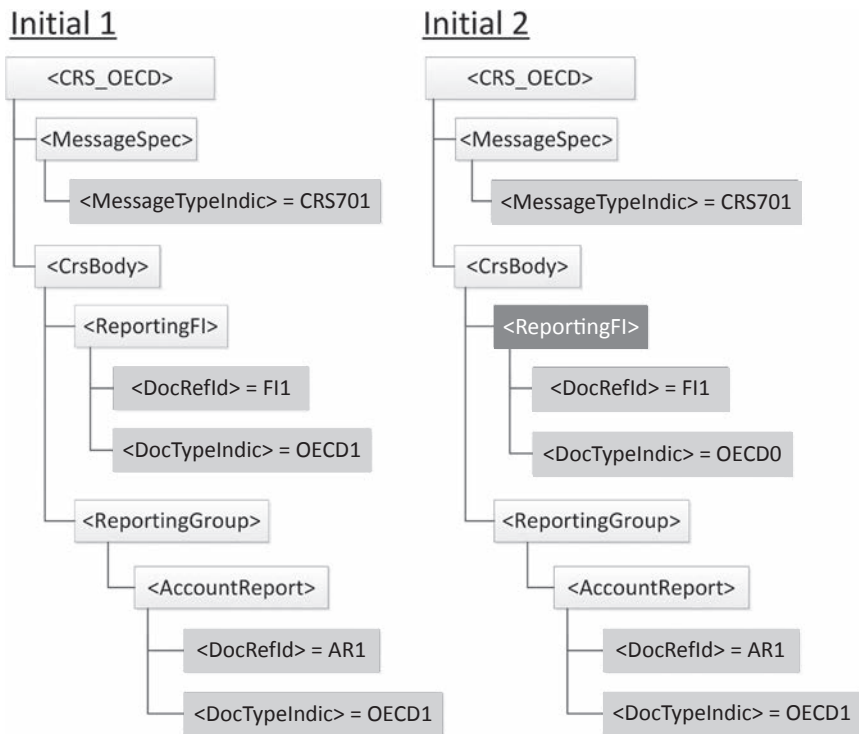 Initial 1
<CRS_OECD>
<MessageSpec>
<MessageTypeIndic> = CRS701
<CrsBody>
<ReportingFI>
<DocRefId> = FI1
<DocTypeIndic> = OECD1
<ReportingGroup>
<AccountReport>
<DocRefId> = AR1
<DocTypeIndic> = OECD1
Initial 2
<CRS_OECD>
<MessageSpec>
<MessageTypeIndic> = CRS701
<CrsBody>
<ReportingFI>
<DocRefId> = FI1
<DocTypeIndic> = OECD0
<ReportingGroup>
<AccountReport>
<DocRefId> = AR1
<DocTypeIndic> = OECD1